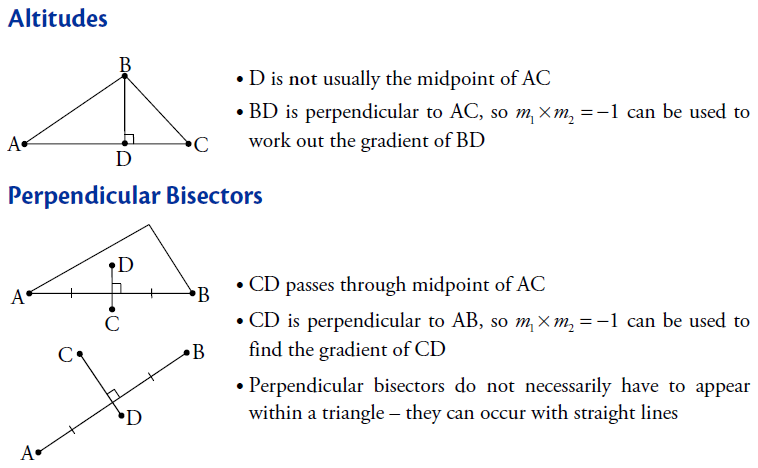 Altitudes
B
A
D
C
• D is not usually the midpoint of AC
• BD is perpendicular to AC, so m₁ × m₂ = −1 can be used to
work out the gradient of BD
Perpendicular Bisectors
D
A
B
C
C
B
D
A
• CD passes through midpoint of AC
• CD is perpendicular to AB, so m₁ × m₂ = −1 can be used to
find the gradient of CD
• Perpendicular bisectors do not necessarily have to appear
within a triangle – they can occur with straight lines